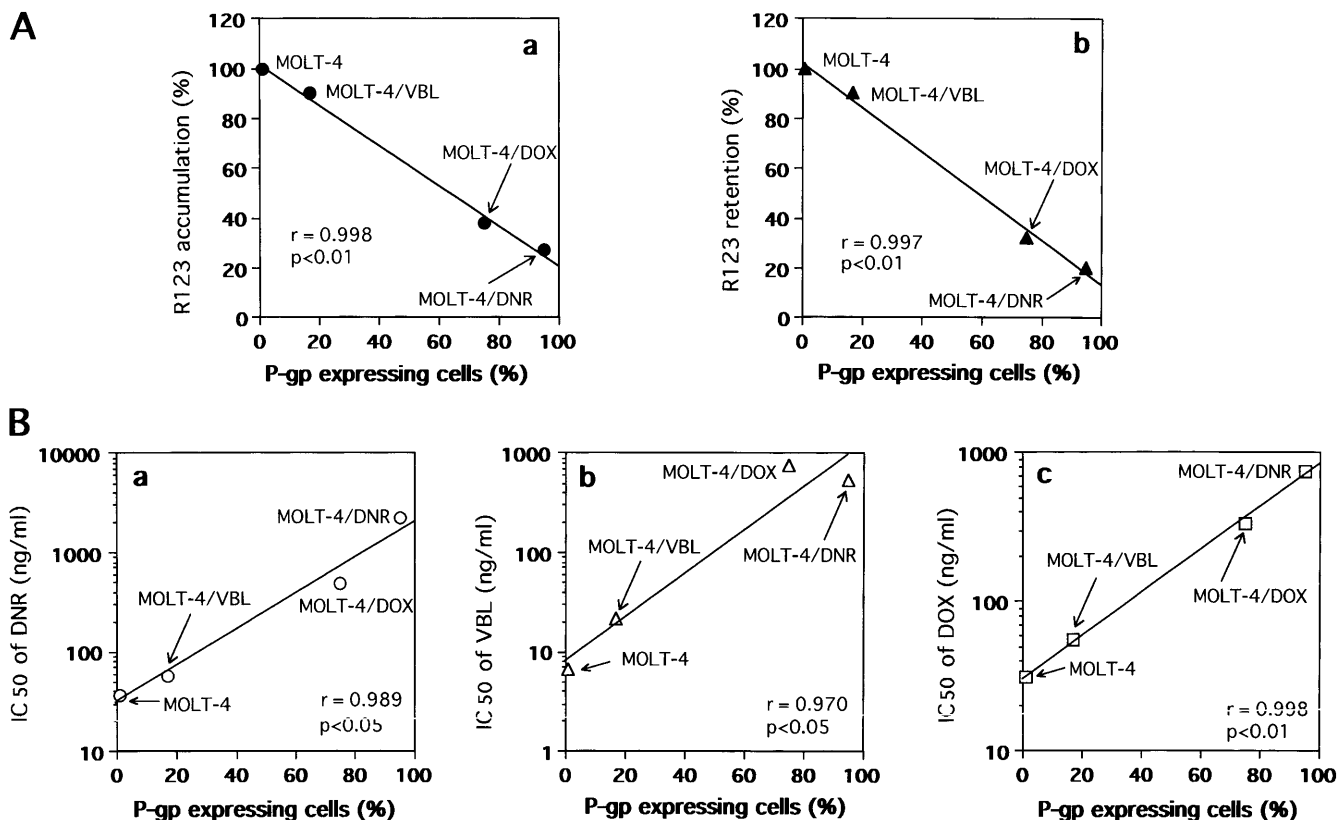 A
a
120
100
80
60
40
20
0
R123 accumulation (%)
MOLT-4
MOLT-4/VBL
MOLT-4/DOX
r = 0.998
p<0.01
MOLT-4/DNR
0 20 40 60 80 100
P-gp expressing cells (%)
b
120
100
80
60
40
20
0
R123 retention (%)
MOLT-4
MOLT-4/VBL
MOLT-4/DOX
r = 0.997
p<0.01
MOLT-4/DNR
0 20 40 60 80 100
P-gp expressing cells (%)
B
a
10000
1000
100
10
IC50 of DNR (ng/ml)
MOLT-4/DNR
MOLT-4/VBL
MOLT-4/DOX
MOLT-4
r = 0.989
p<0.05
0 20 40 60 80 100
P-gp expressing cells (%)
b
1000
100
10
1
IC50 of VBL (ng/ml)
MOLT-4/DOX
MOLT-4/VBL
MOLT-4/DNR
MOLT-4
r = 0.970
p<0.05
0 20 40 60 80 100
P-gp expressing cells (%)
c
1000
100
10
IC50 of DOX (ng/ml)
MOLT-4/DNR
MOLT-4/VBL
MOLT-4/DOX
MOLT-4
r = 0.998
p<0.01
0 20 40 60 80 100
P-gp expressing cells (%)